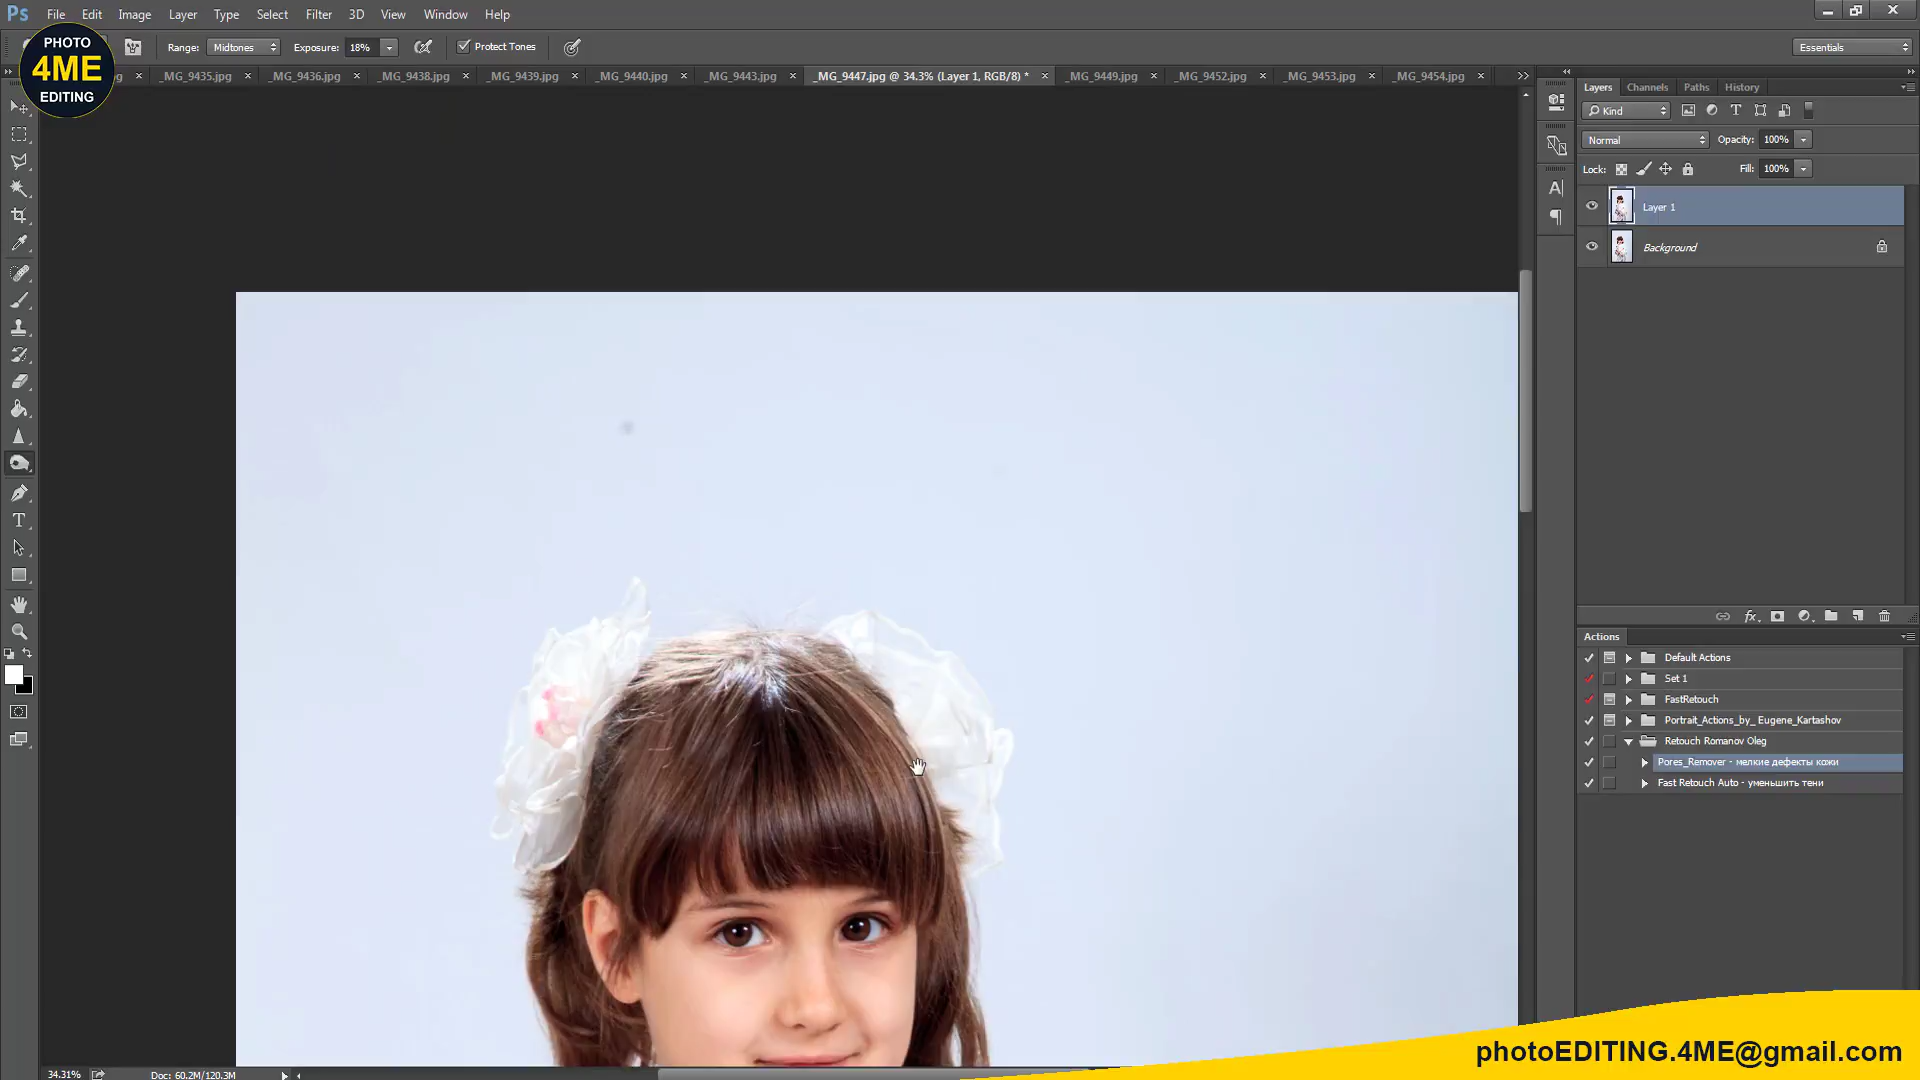 Ps File Edit Image Layer Type Select Filter 3D View Window Help
PHOTO
4ME
EDITING
Range: Midtones Exposure: 18% Protect Tones Essentials
pg × _MG_9435.jpg × _MG_9436.jpg × _MG_9438.jpg × _MG_9439.jpg × _MG_9440.jpg × _MG_9443.jpg × _MG_9447.jpg @ 34.3% (Layer 1, RGB/8) * × _MG_9449.jpg × _MG_9452.jpg × _MG_9453.jpg × _MG_9454.jpg ×
Layers Channels Paths History
Kind
Normal Opacity: 100%
Lock: Fill: 100%
Layer 1
Background
Actions
Default Actions
Set 1
FastRetouch
Portrait_Actions_by_ Eugene_Kartashov
Retouch Romanov Oleg
Pores_Remover - мелкие дефекты кожи
Fast Retouch Auto - уменьшить тени
photoEDITING.4ME@gmail.com
34.31% Doc: 60.2M/120.3M